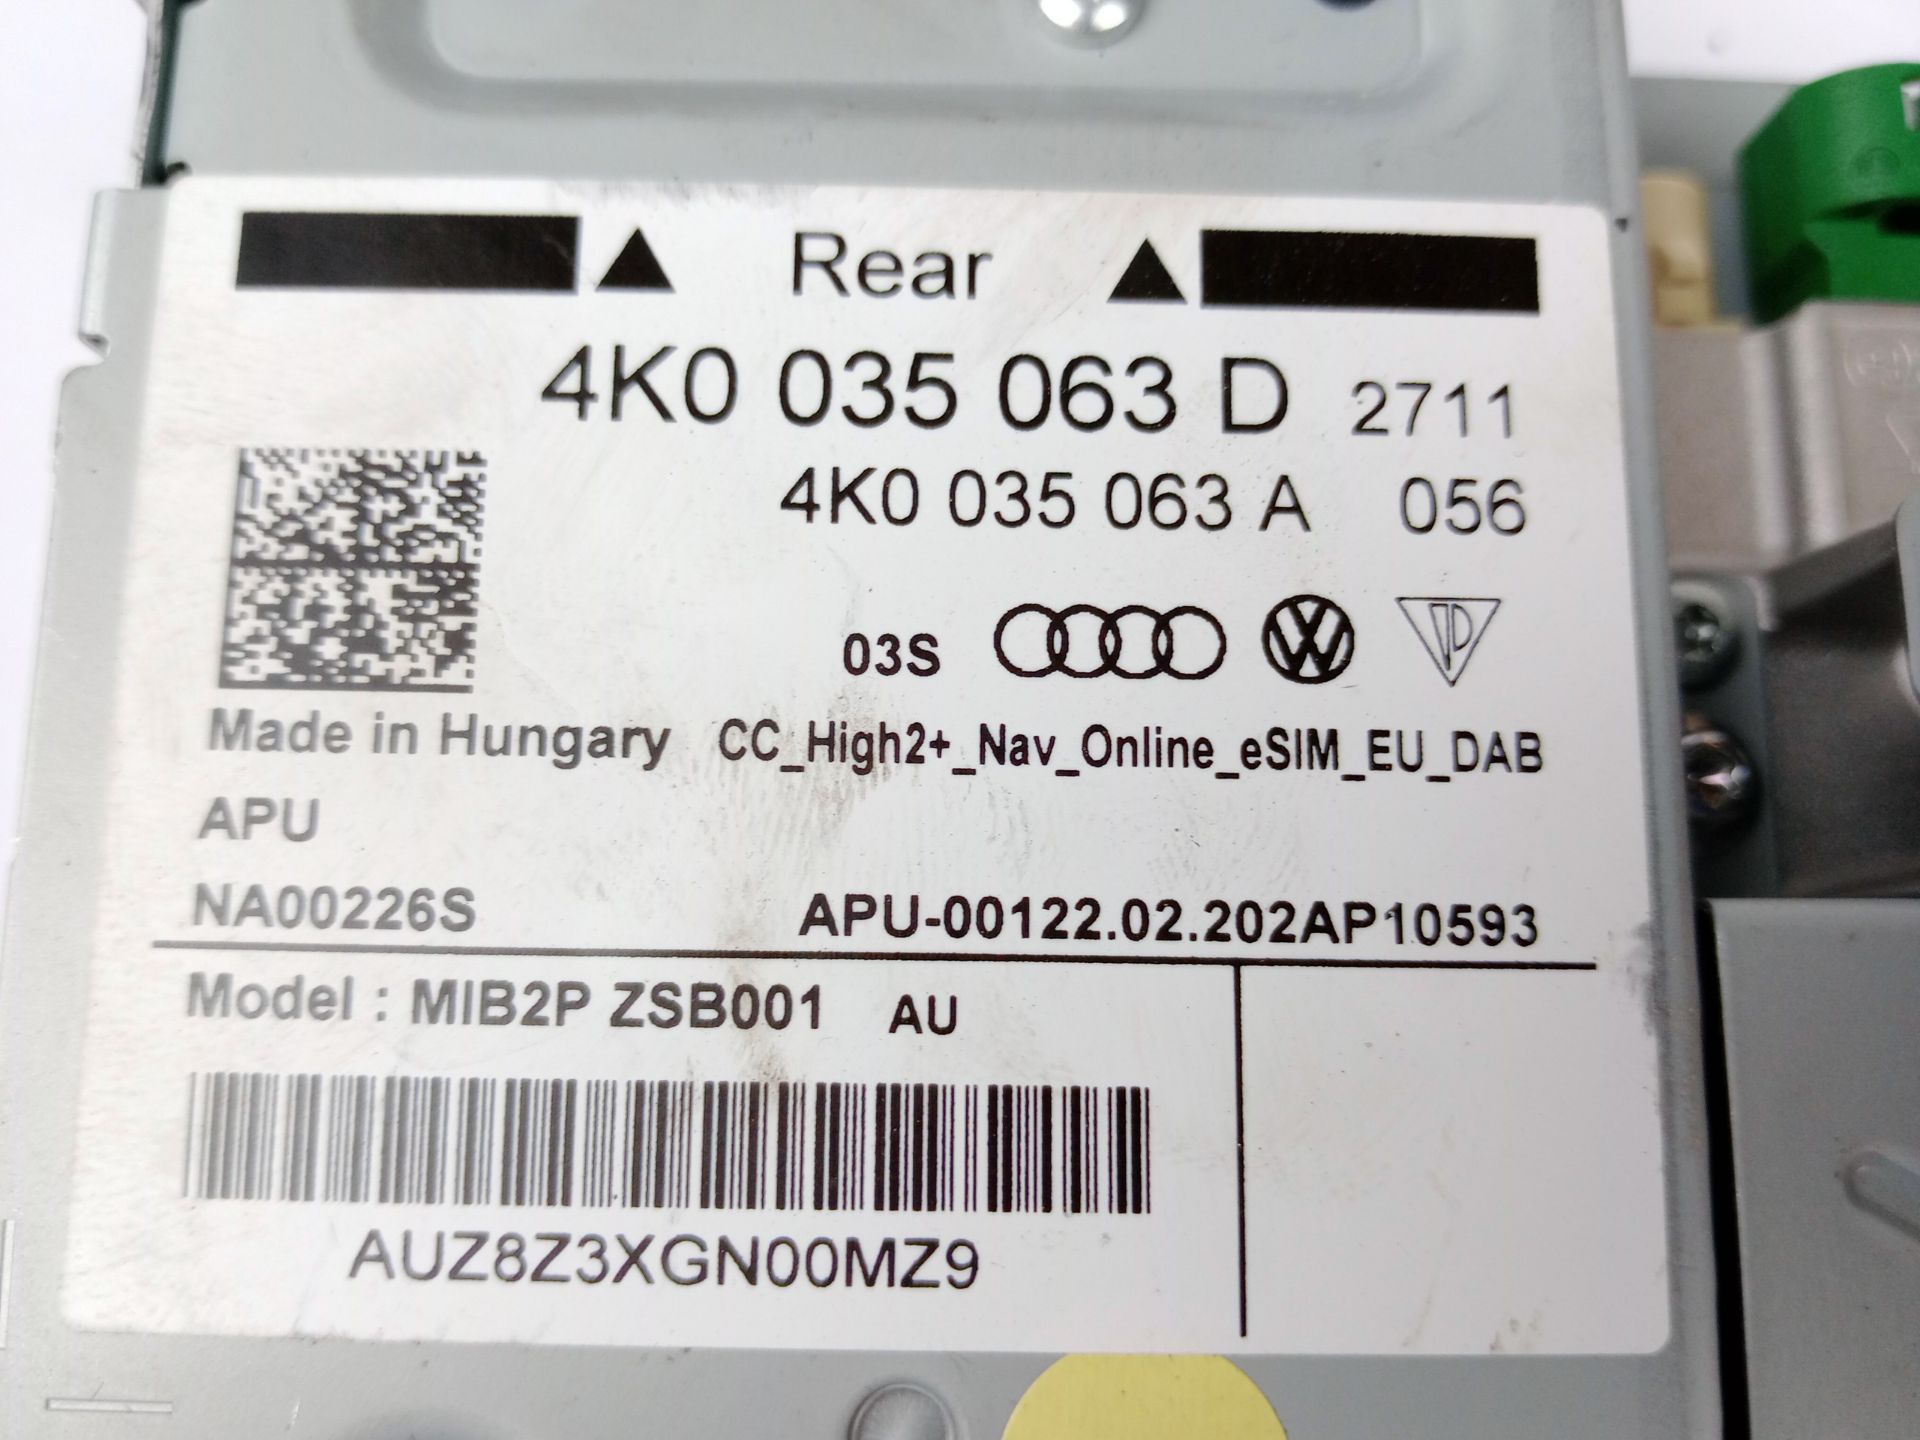 Rear
4K0 035 063 D 2711
4K0 035 063 A 056
03S
Made in Hungary CC_High2+_Nav_Online_eSIM_EU_DAB
APU
NA00226S APU-00122.02.202AP10593
Model : MIB2P ZSB001 AU
AUZ8Z3XGN00MZ9